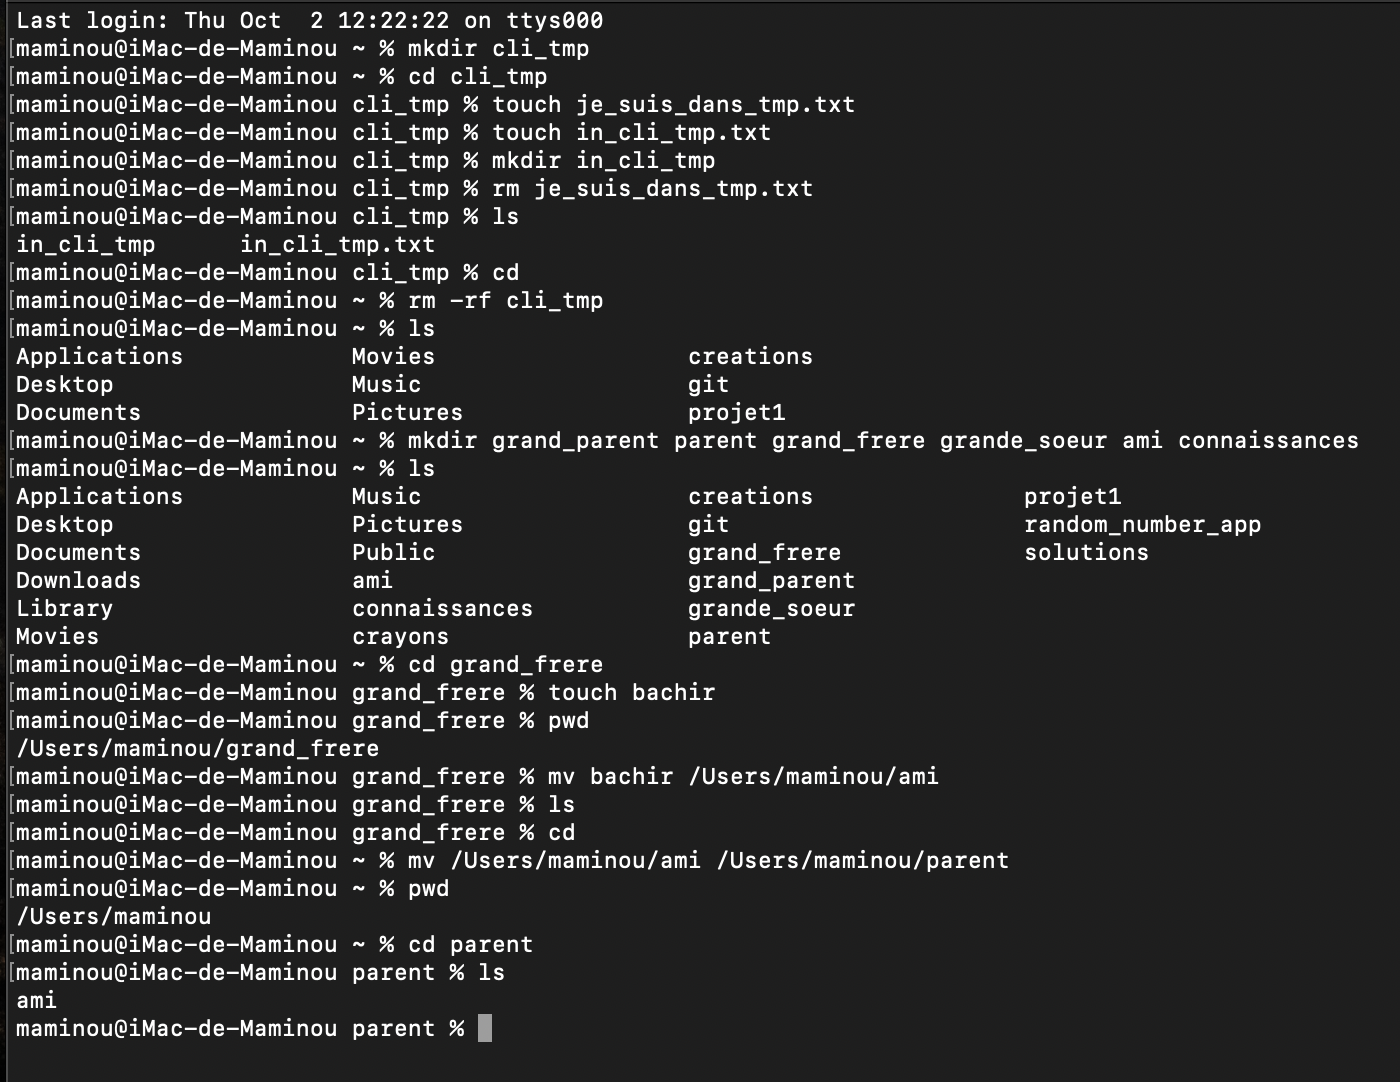 Last login: Thu Oct  2 12:22:22 on ttys000
[maminou@iMac-de-Maminou ~ % mkdir cli_tmp
[maminou@iMac-de-Maminou ~ % cd cli_tmp
[maminou@iMac-de-Maminou cli_tmp % touch je_suis_dans_tmp.txt
[maminou@iMac-de-Maminou cli_tmp % touch in_cli_tmp.txt
[maminou@iMac-de-Maminou cli_tmp % mkdir in_cli_tmp
[maminou@iMac-de-Maminou cli_tmp % rm je_suis_dans_tmp.txt
[maminou@iMac-de-Maminou cli_tmp % ls
in_cli_tmp      in_cli_tmp.txt
[maminou@iMac-de-Maminou cli_tmp % cd
[maminou@iMac-de-Maminou ~ % rm -rf cli_tmp
[maminou@iMac-de-Maminou ~ % ls
Applications            Movies                  creations
Desktop                 Music                   git
Documents               Pictures                projet1
[maminou@iMac-de-Maminou ~ % mkdir grand_parent parent grand_frere grande_soeur ami connaissances
[maminou@iMac-de-Maminou ~ % ls
Applications            Music                   creations               projet1
Desktop                 Pictures                git                     random_number_app
Documents               Public                  grand_frere             solutions
Downloads               ami                     grand_parent
Library                 connaissances           grande_soeur
Movies                  crayons                 parent
[maminou@iMac-de-Maminou ~ % cd grand_frere
[maminou@iMac-de-Maminou grand_frere % touch bachir
[maminou@iMac-de-Maminou grand_frere % pwd
/Users/maminou/grand_frere
[maminou@iMac-de-Maminou grand_frere % mv bachir /Users/maminou/ami
[maminou@iMac-de-Maminou grand_frere % ls
[maminou@iMac-de-Maminou grand_frere % cd
[maminou@iMac-de-Maminou ~ % mv /Users/maminou/ami /Users/maminou/parent
[maminou@iMac-de-Maminou ~ % pwd
/Users/maminou
[maminou@iMac-de-Maminou ~ % cd parent
[maminou@iMac-de-Maminou parent % ls
ami
maminou@iMac-de-Maminou parent %